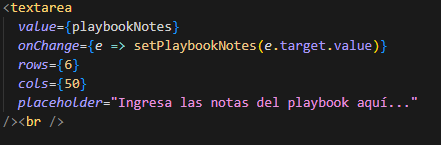 <textarea
value={playbookNotes}
onChange={e => setPlaybookNotes(e.target.value)}
rows={6}
cols={50}
placeholder="Ingresa las notas del playbook aquí..."
/><br />